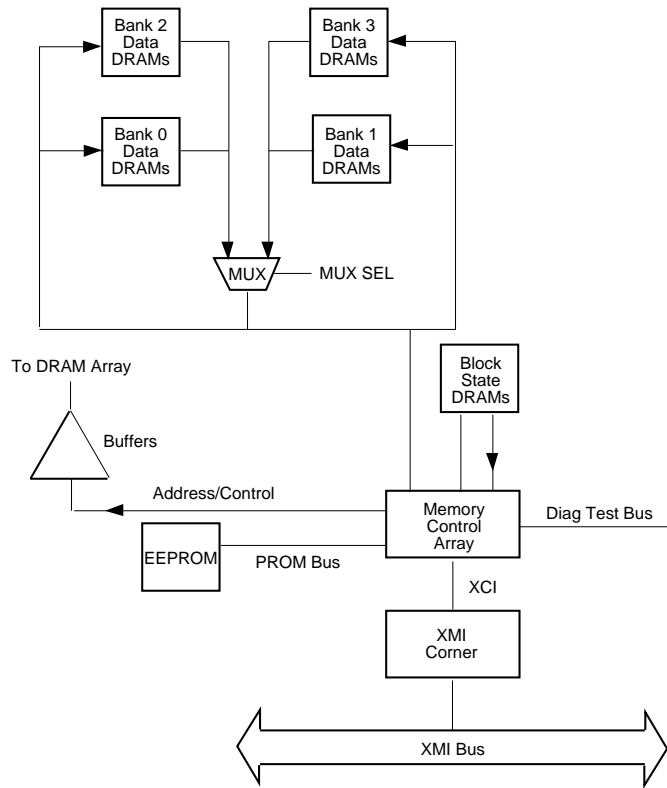 Bank 2
Data
DRAMs
Bank 3
Data
DRAMs
Bank 0
Data
DRAMs
Bank 1
Data
DRAMs
MUX
MUX SEL
To DRAM Array
Block
State
DRAMs
Buffers
Address/Control
Memory
Control
Array
Diag Test Bus
EEPROM
PROM Bus
XCI
XMI
Corner
XMI Bus